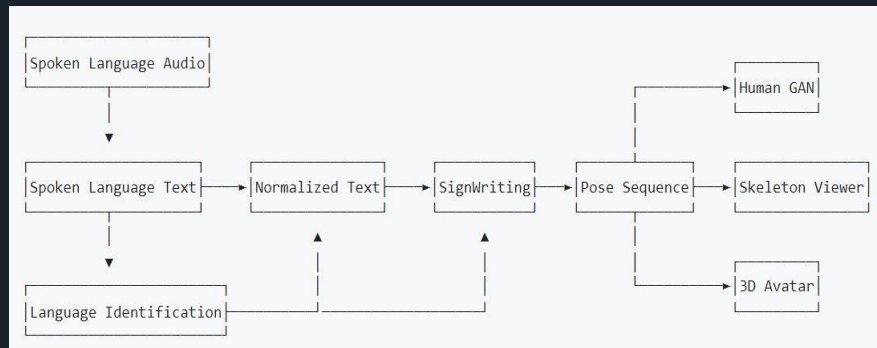 Spoken Language Audio
Human GAN
Spoken Language Text
Normalized Text
SignWriting
Pose Sequence
Skeleton Viewer
Language Identification
3D Avatar